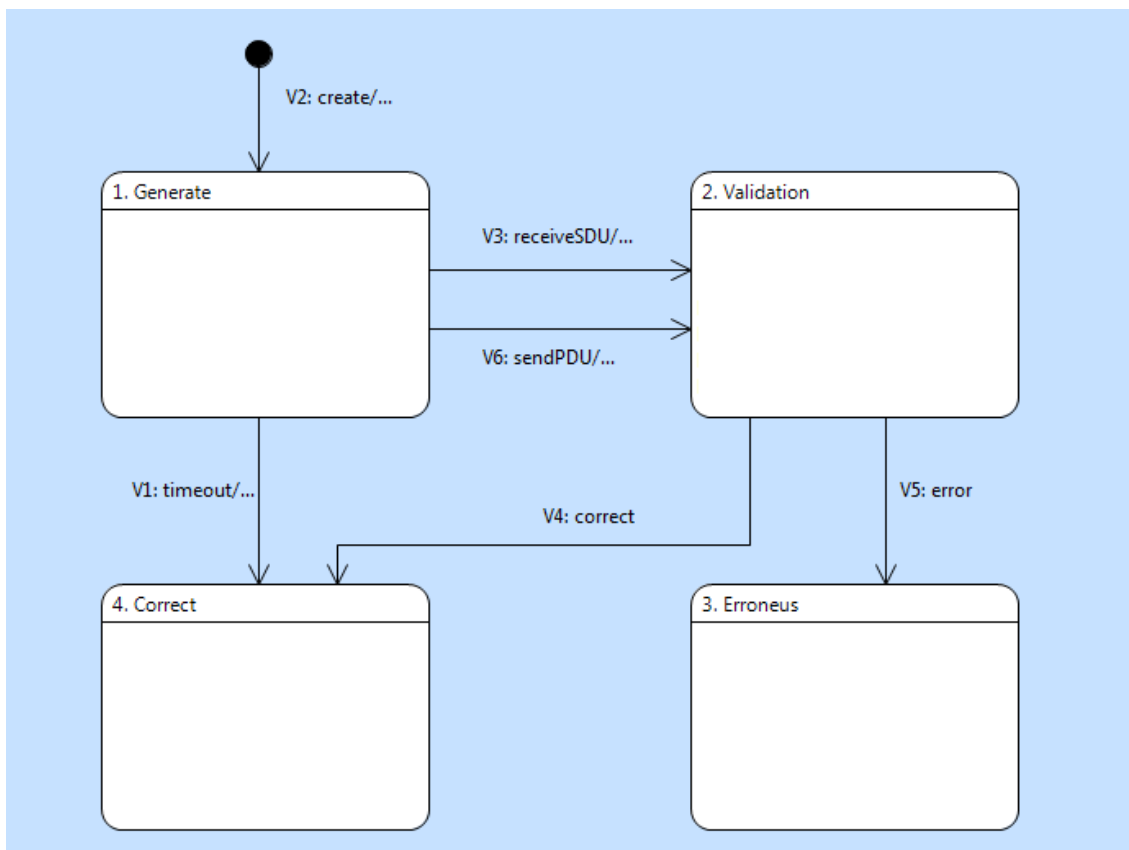 V2: create/...
1. Generate
2. Validation
V3: receiveSDU/...
V6: sendPDU/...
V1: timeout/...
V5: error
V4: correct
4. Correct
3. Erroneus